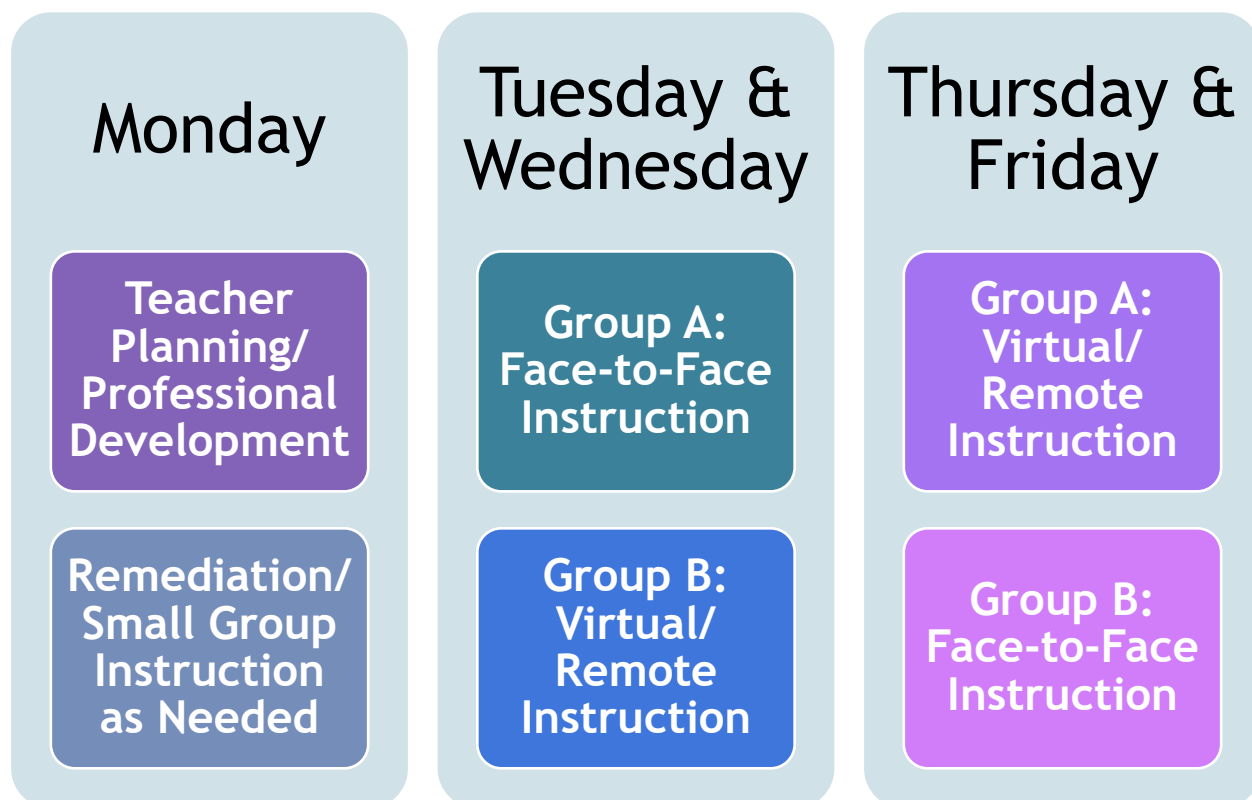 Monday
Teacher
Planning/
Professional
Development
Remediation/
Small Group
Instruction
as Needed
Tuesday &
Wednesday
Group A:
Face-to-Face
Instruction
Group B:
Virtual/
Remote
Instruction
Thursday &
Friday
Group A:
Virtual/
Remote
Instruction
Group B:
Face-to-Face
Instruction